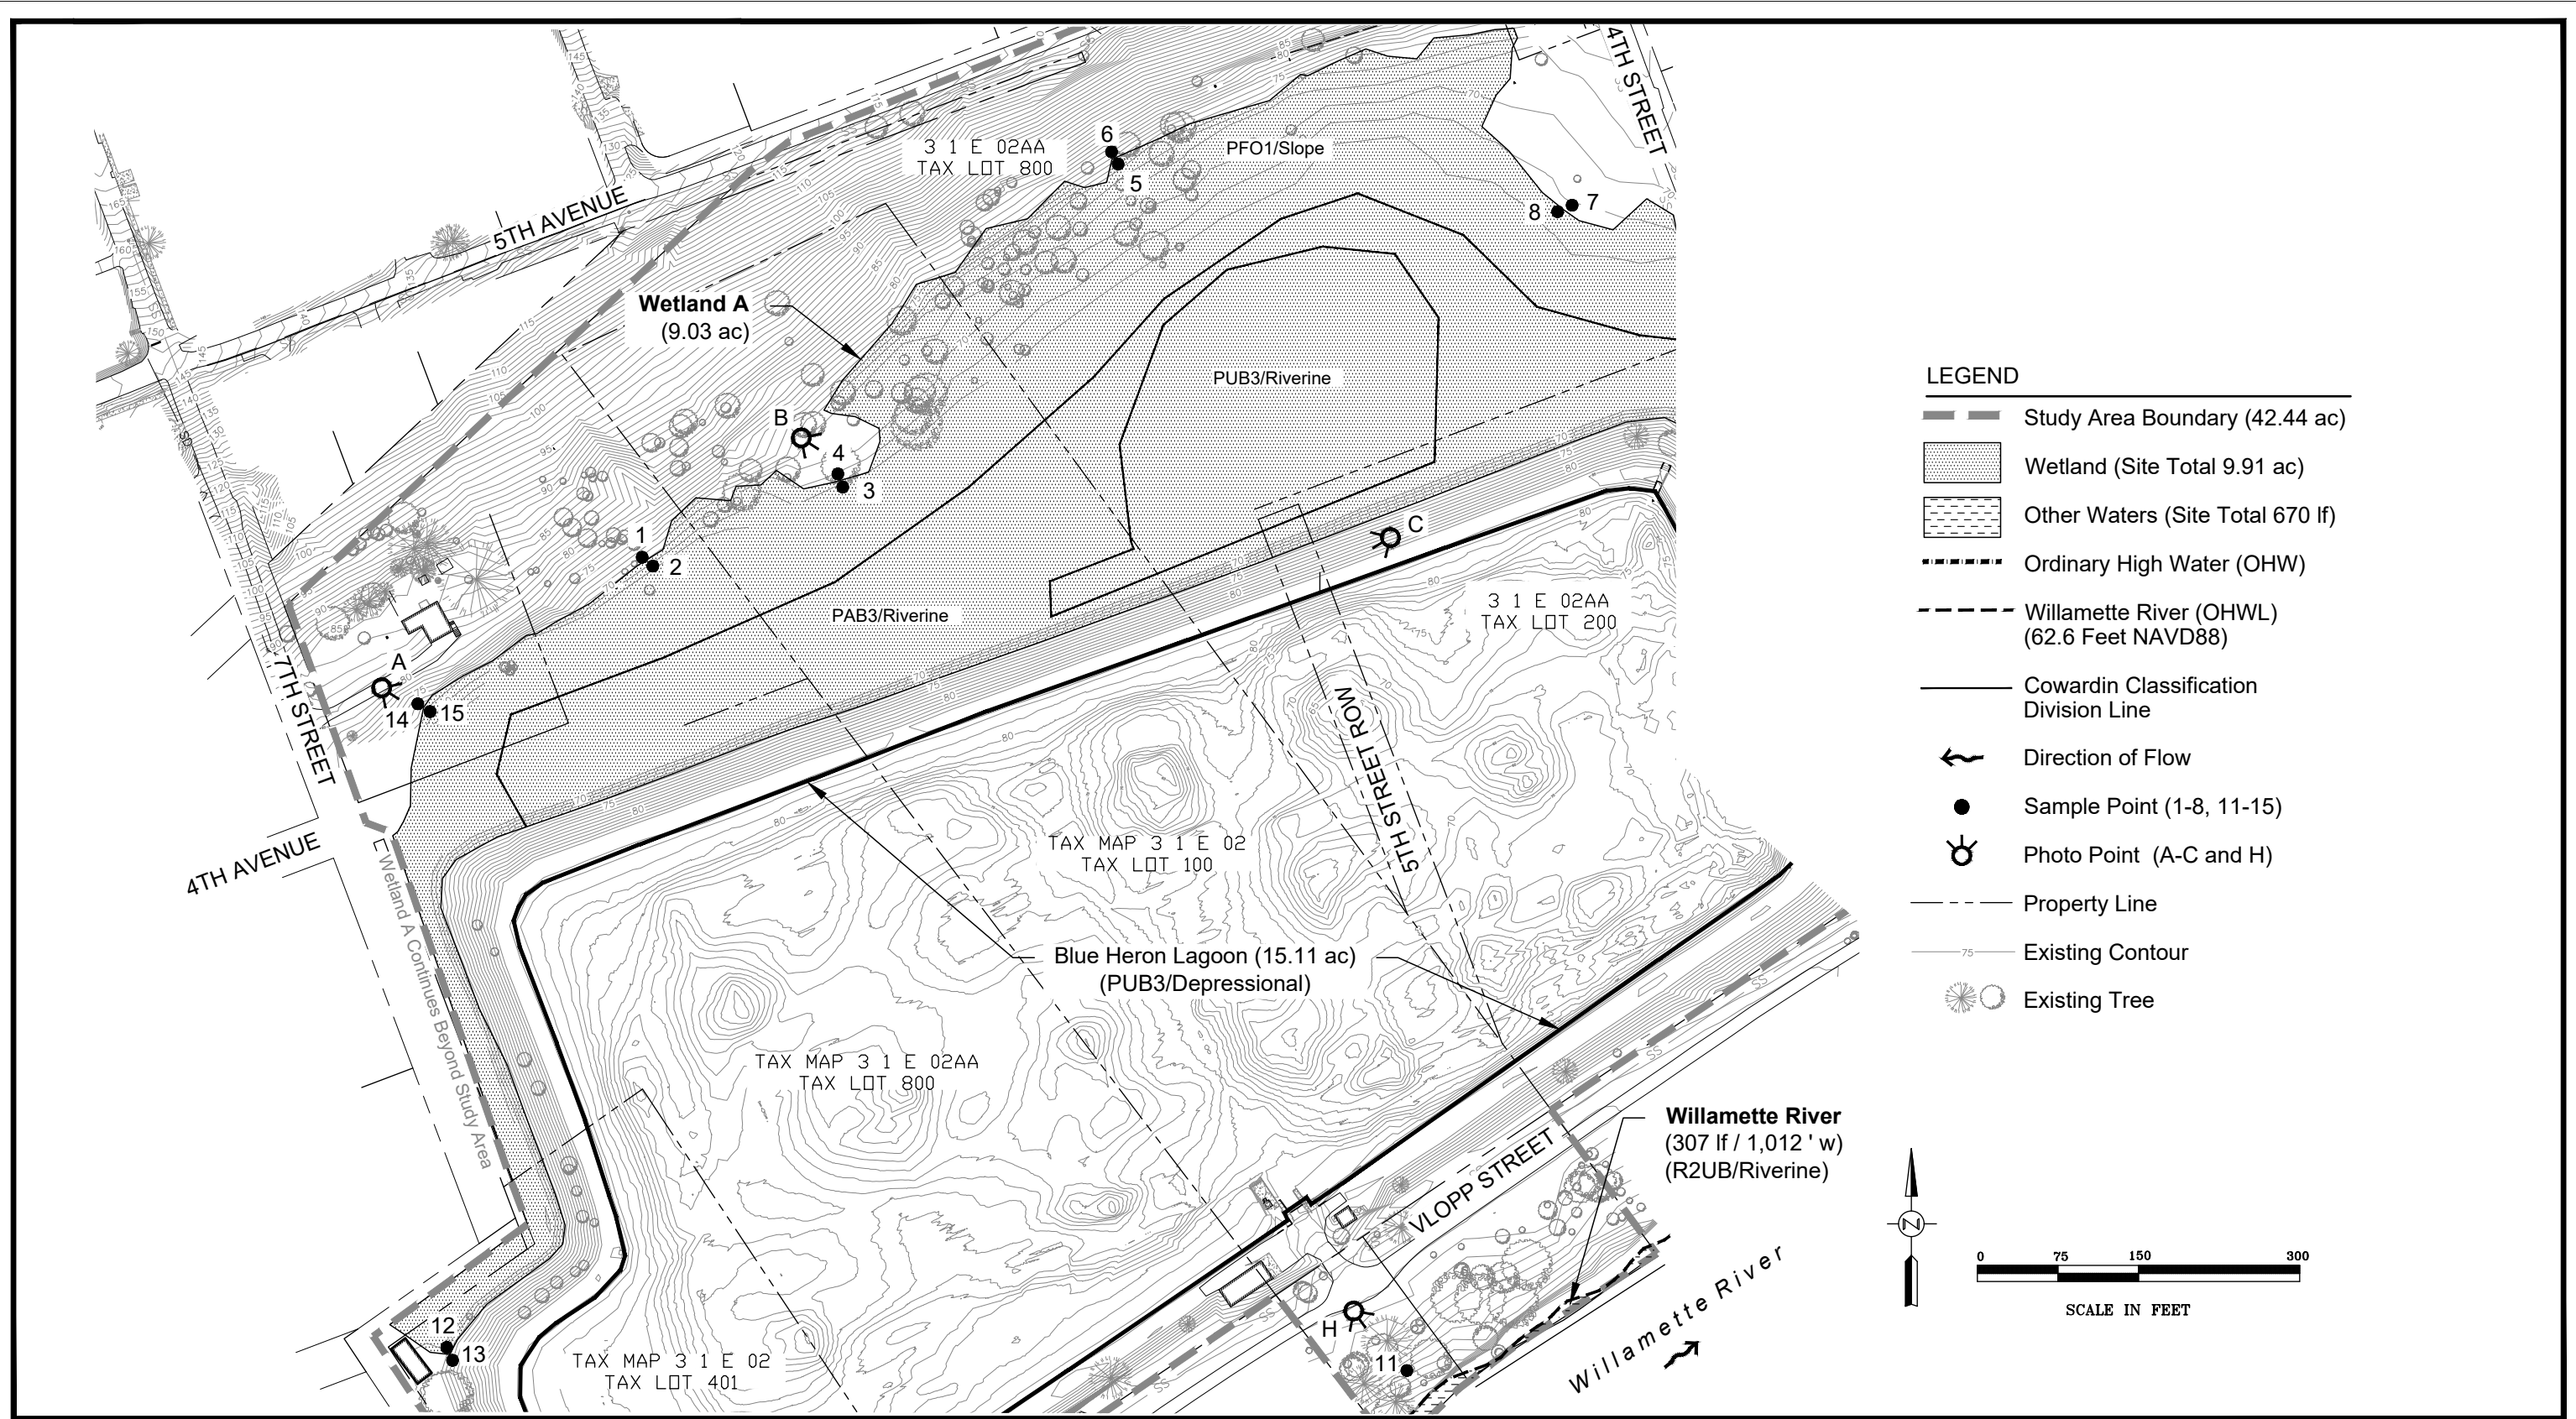 4TH STREET
5TH AVENUE
3 1 E 02AA
TAX LOT 800
PFO1/Slope
6
5
8
7
Wetland A
(9.03 ac)
PUB3/Riverine
B
4
3
1
2
C
PAB3/Riverine
3 1 E 02AA
TAX LOT 200
A
14
15
7TH STREET
5TH STREET ROW
4TH AVENUE
TAX MAP 3 1 E 02
TAX LOT 100
Wetland A Continues Beyond Study Area
Blue Heron Lagoon (15.11 ac)
(PUB3/Depressional)
TAX MAP 3 1 E 02AA
TAX LOT 800
Willamette River
(307 lf / 1,012 ' w)
(R2UB/Riverine)
VLOPP STREET
H
11
12
13
TAX MAP 3 1 E 02
TAX LOT 401
Willamette River
LEGEND
Study Area Boundary (42.44 ac)
Wetland (Site Total 9.91 ac)
Other Waters (Site Total 670 lf)
Ordinary High Water (OHW)
Willamette River (OHWL)
(62.6 Feet NAVD88)
Cowardin Classification
Division Line
Direction of Flow
Sample Point (1-8, 11-15)
Photo Point (A-C and H)
Property Line
75
Existing Contour
Existing Tree
N
0 75 150 300
SCALE IN FEET